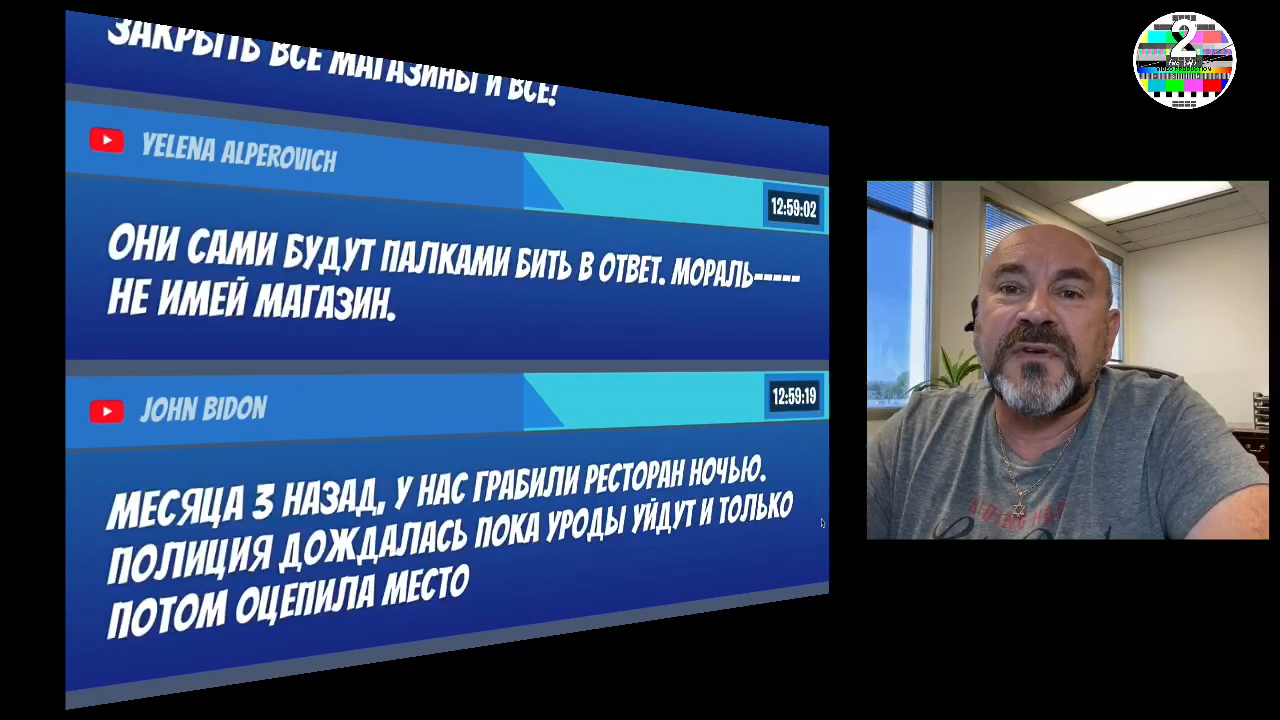 ЗАКРЫТЬ ВСЕ МАГАЗИНЫ И ВСЕ!
YELENA ALPEROVICH
12:59:02
ОНИ САМИ БУДУТ ПАЛКАМИ БИТЬ В ОТВЕТ. МОРАЛЬ-----
НЕ ИМЕЙ МАГАЗИН.
JOHN BIDON
12:59:19
МЕСЯЦА 3 НАЗАД, У НАС ГРАБИЛИ РЕСТОРАН НОЧЬЮ.
ПОЛИЦИЯ ДОЖДАЛАСЬ ПОКА УРОДЫ УЙДУТ И ТОЛЬКО
ПОТОМ ОЦЕПИЛА МЕСТО
2